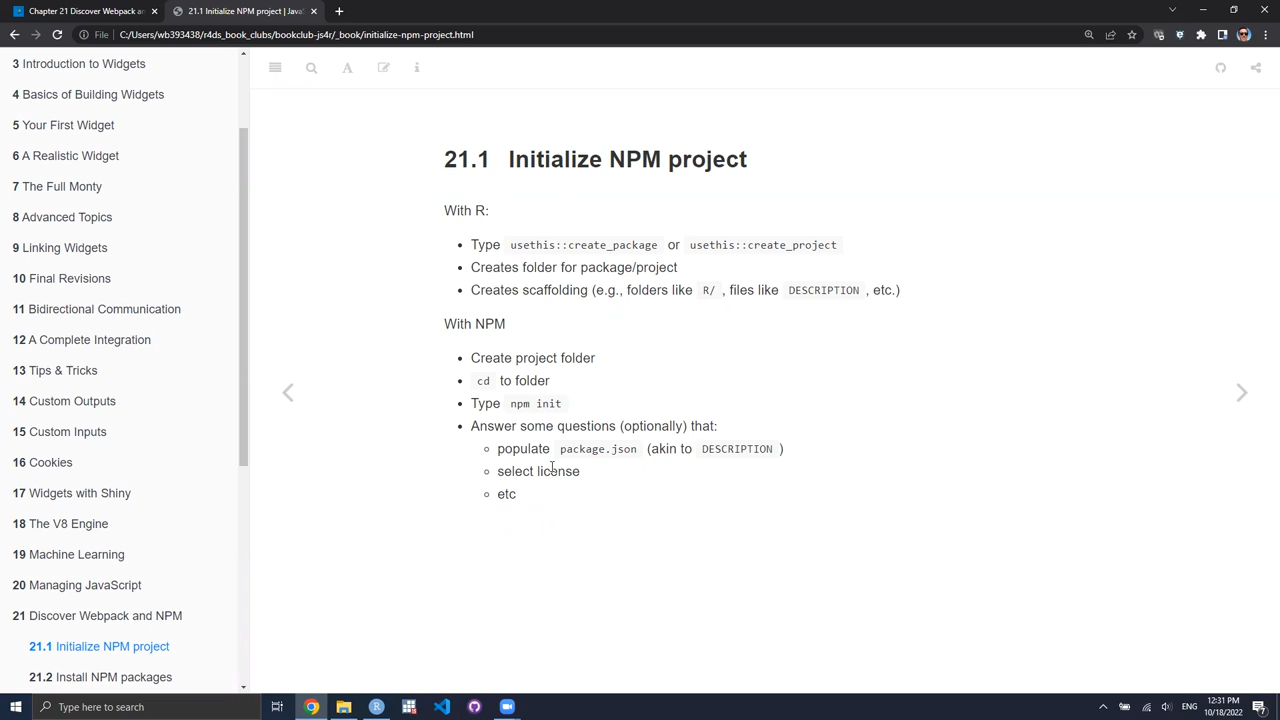 Chapter 21 Discover Webpack an
21.1 Initialize NPM project | Java
File
C:/Users/wb393438/r4ds_book_clubs/bookclub-js4r/_book/initialize-npm-project.html
3 Introduction to Widgets
4 Basics of Building Widgets
5 Your First Widget
6 A Realistic Widget
7 The Full Monty
8 Advanced Topics
9 Linking Widgets
10 Final Revisions
11 Bidirectional Communication
12 A Complete Integration
13 Tips & Tricks
14 Custom Outputs
15 Custom Inputs
16 Cookies
17 Widgets with Shiny
18 The V8 Engine
19 Machine Learning
20 Managing JavaScript
21 Discover Webpack and NPM
21.1 Initialize NPM project
21.2 Install NPM packages
21.1 Initialize NPM project
With R:
• Type usethis::create_package or usethis::create_project
• Creates folder for package/project
• Creates scaffolding (e.g., folders like R/ , files like DESCRIPTION , etc.)
With NPM
• Create project folder
• cd to folder
• Type npm init
• Answer some questions (optionally) that:
◦ populate package.json (akin to DESCRIPTION )
◦ select license
◦ etc
Type here to search
12:31 PM
10/18/2022